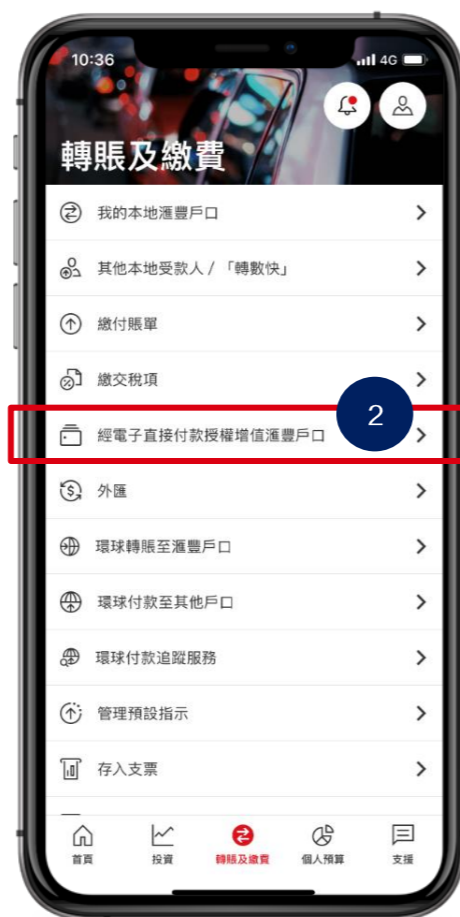 10:36
4G
轉賬及繳費
我的本地滙豐戶口
其他本地受款人 / 「轉數快」
繳付賬單
繳交稅項
2
經電子直接付款授權增值滙豐戶口
外匯
環球轉賬至滙豐戶口
環球付款至其他戶口
環球付款追蹤服務
管理預設指示
存入支票
首頁
投資
轉賬及繳費
個人預算
支援